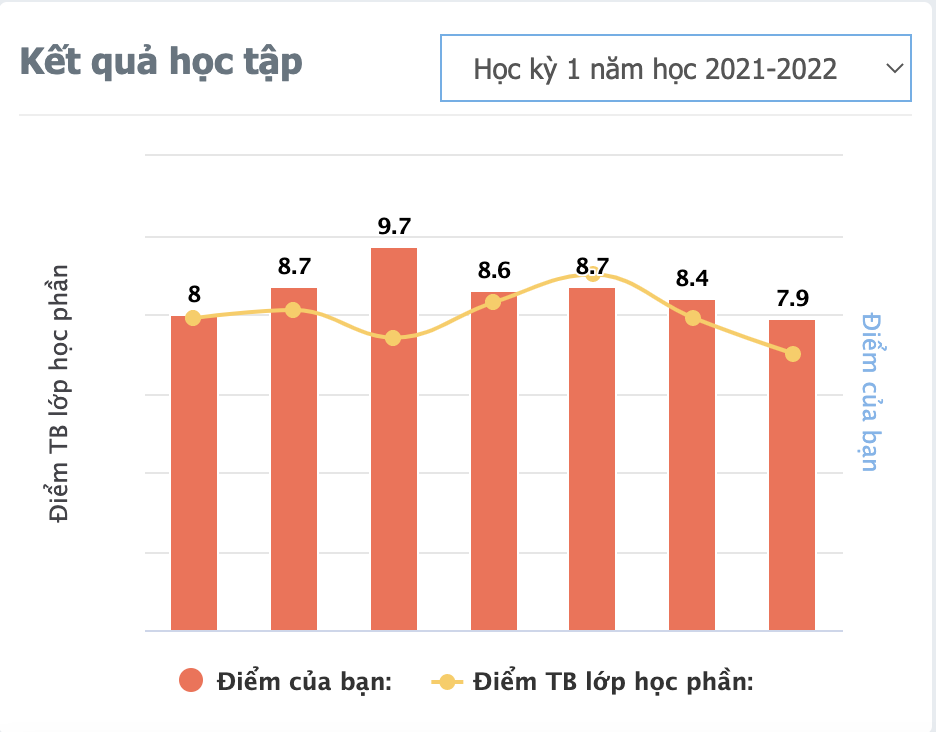 Kết quả học tập
Học kỳ 1 năm học 2021-2022
Điểm TB lớp học phần
8
8.7
9.7
8.6
8.7
8.4
7.9
Điểm của bạn
Điểm của bạn:
Điểm TB lớp học phần: